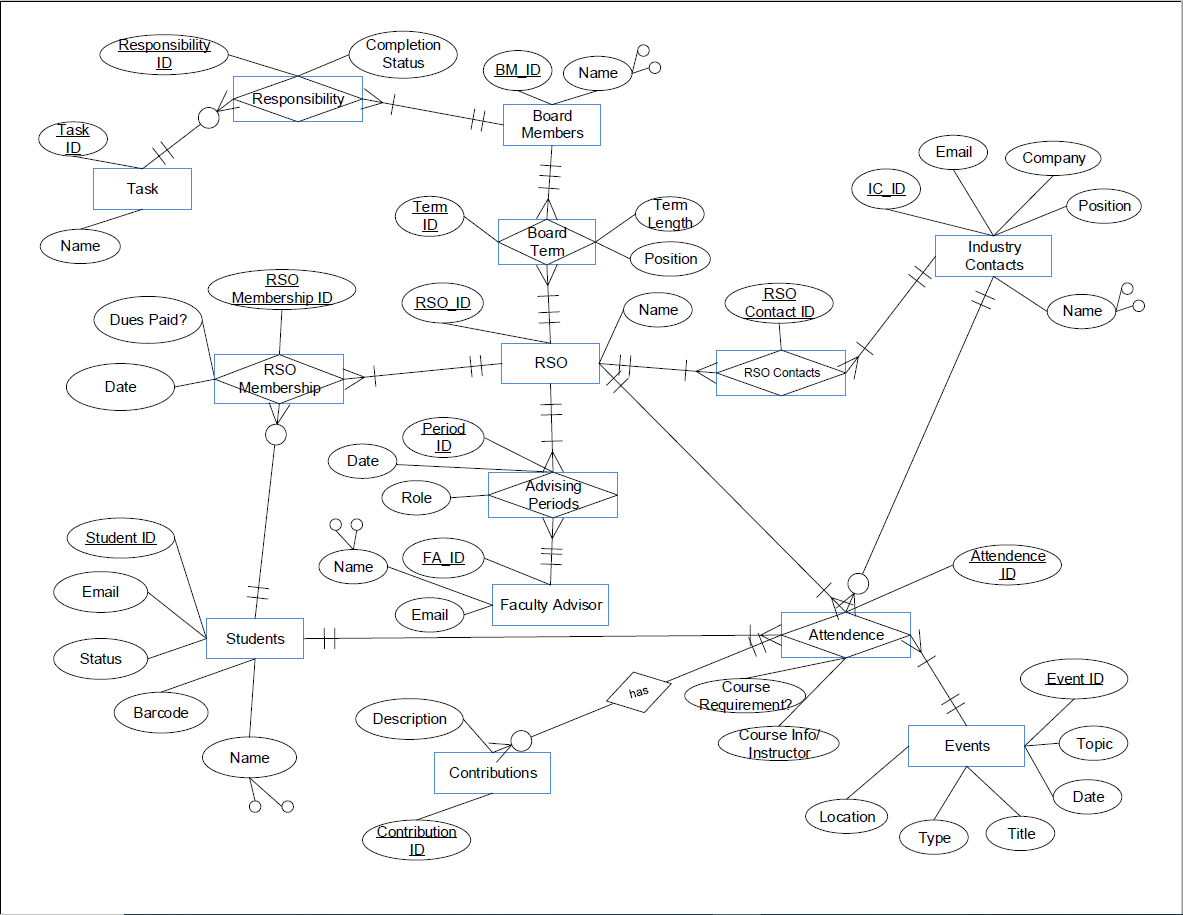 Responsibility
ID
Completion
Status
Responsibility
BM_ID
Name
Board
Members
Task
ID
Task
Name
Email
Company
IC_ID
Position
Industry
Contacts
Name
Term
ID
Term
Length
Board
Term
Position
RSO
Membership ID
Dues Paid?
Date
RSO
Membership
RSO_ID
Name
RSO
RSO
Contact ID
RSO Contacts
Period
ID
Date
Role
Advising
Periods
Name
FA_ID
Email
Faculty Advisor
Student ID
Email
Status
Barcode
Name
Students
Attendence
ID
Attendence
has
Course
Requirement?
Course Info/
Instructor
Description
Contributions
Contribution
ID
Event ID
Events
Topic
Date
Location
Type
Title